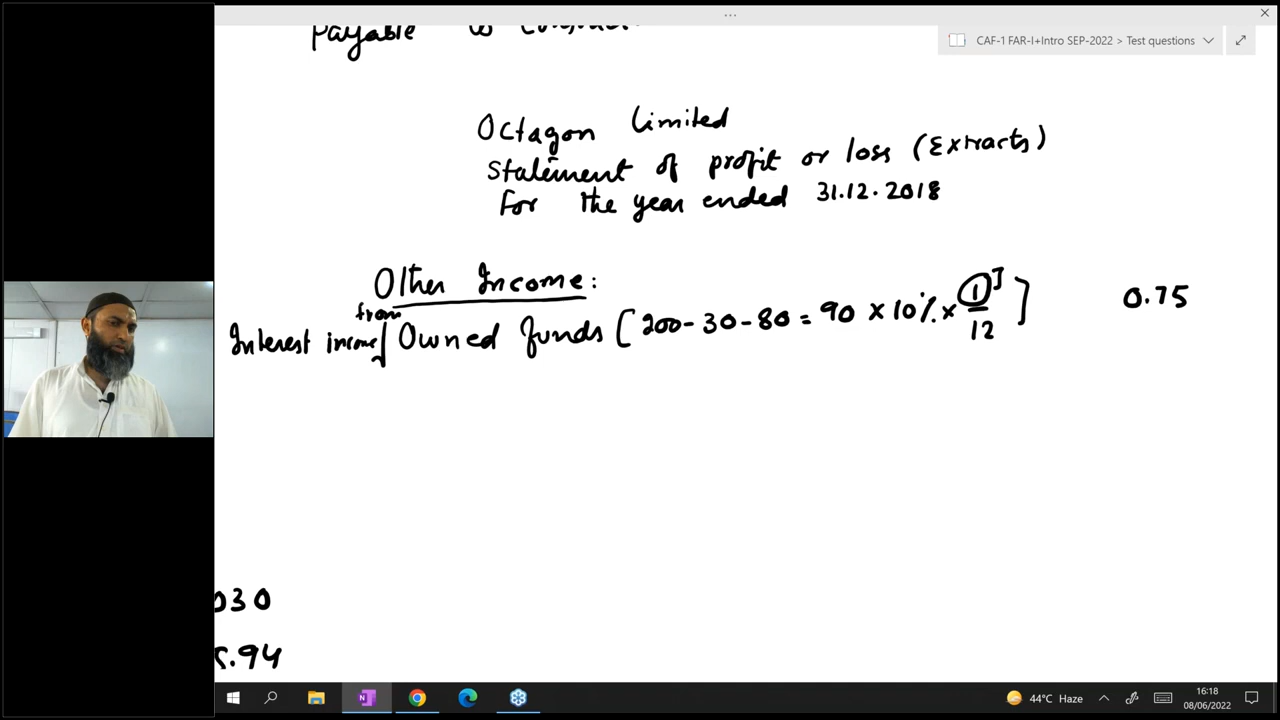 CAF-1 FAR-I+Intro SEP-2022 > Test questions
Payable to
Octagon Limited
Statement of profit or loss (Extracts)
For the year ended 31.12.2018
Other Income:
Interest income from Owned funds [200-30-80 = 90 × 10% × 1/12] 0.75
030
5.94
44°C Haze
16:18
08/06/2022